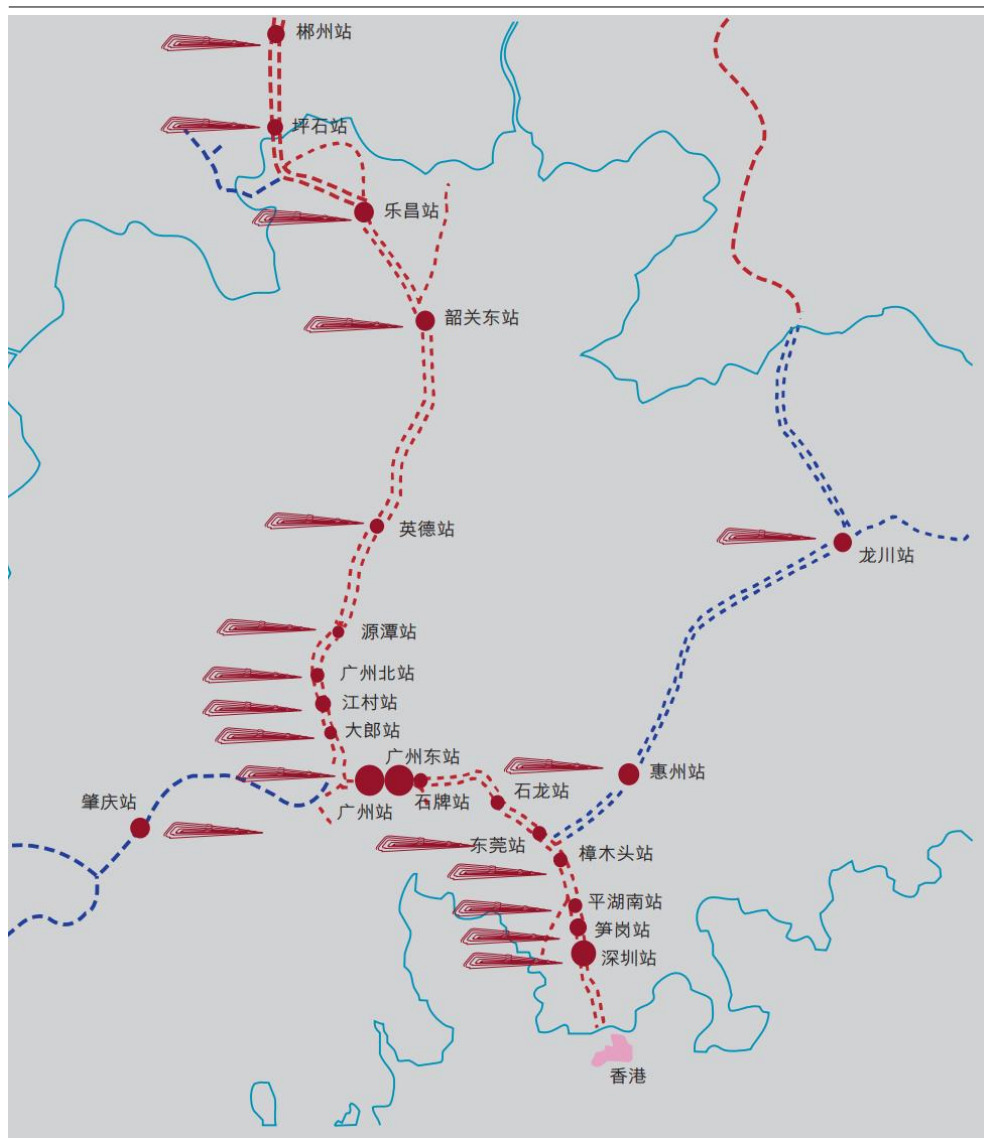 郴州站
坪石站
乐昌站
韶关东站
英德站
龙川站
源潭站
广州北站
江村站
大郎站
广州东站
惠州站
肇庆站
广州站
石牌站
石龙站
东莞站
樟木头站
平湖南站
笋岗站
深圳站
香港